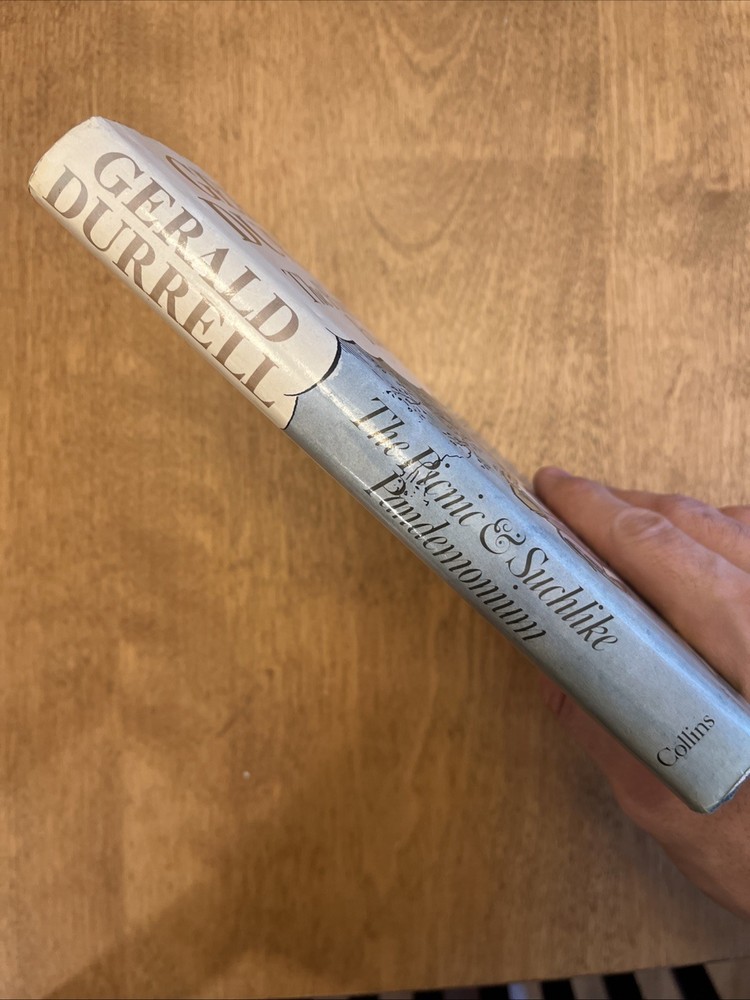 GERALD
DURRELL
The Picnic & Suchlike
Pandemonium
Collins